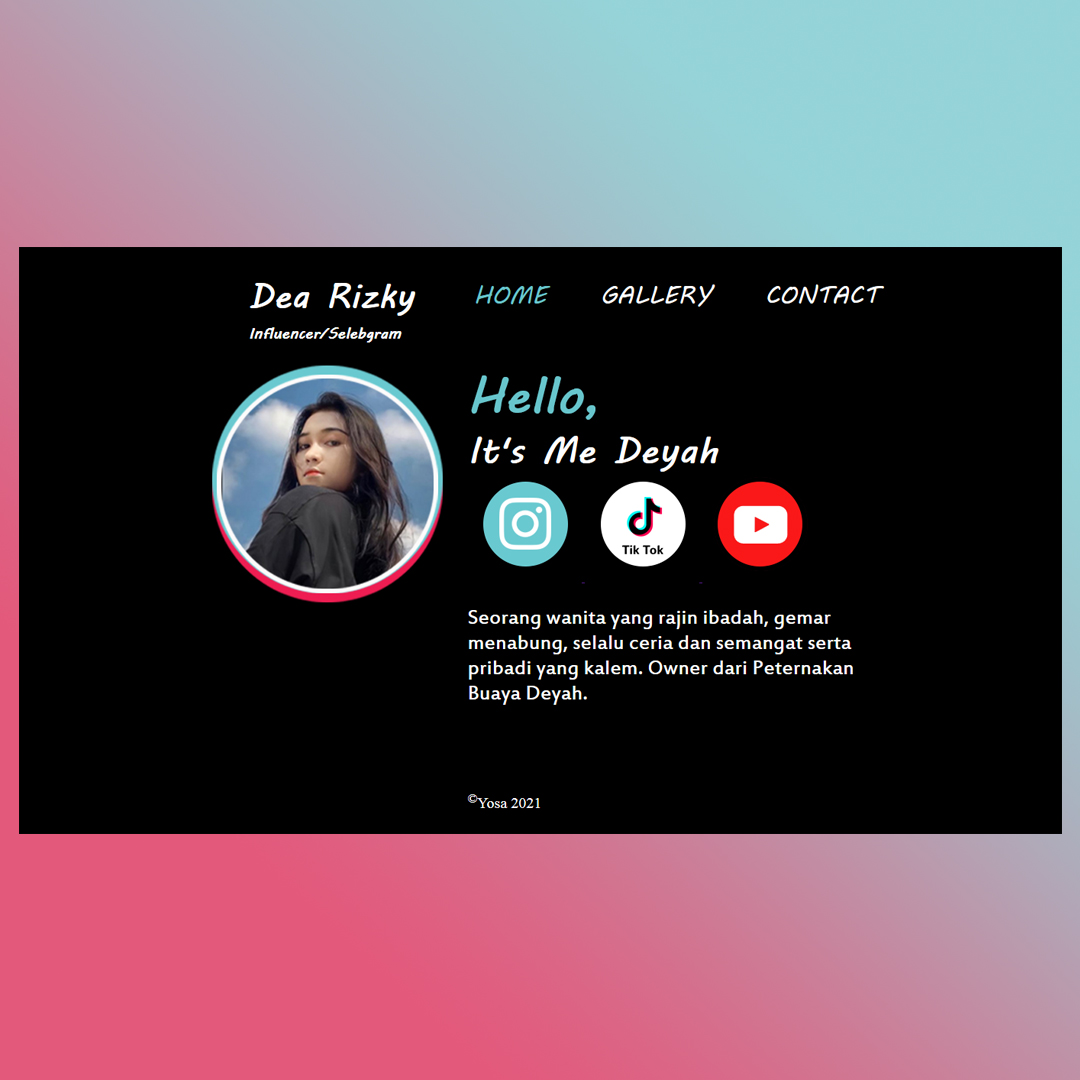 Dea Rizky
Influencer/Selebgram
HOME GALLERY CONTACT
Hello,
It's Me Deyah
Tik Tok
Seorang wanita yang rajin ibadah, gemar
menabung, selalu ceria dan semangat serta
pribadi yang kalem. Owner dari Peternakan
Buaya Deyah.
©Yosa 2021